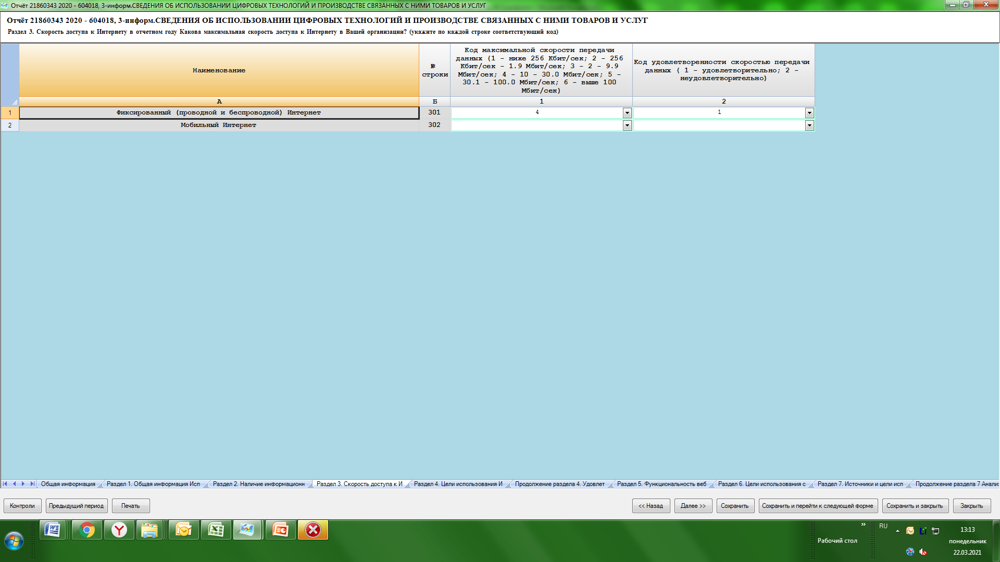 Отчёт 21860343 2020 - 604018, 3-информ.СВЕДЕНИЯ ОБ ИСПОЛЬЗОВАНИИ ЦИФРОВЫХ ТЕХНОЛОГИЙ И ПРОИЗВОДСТВЕ СВЯЗАННЫХ С НИМИ ТОВАРОВ И УСЛУГ
Отчёт 21860343 2020 - 604018, 3-информ.СВЕДЕНИЯ ОБ ИСПОЛЬЗОВАНИИ ЦИФРОВЫХ ТЕХНОЛОГИЙ И ПРОИЗВОДСТВЕ СВЯЗАННЫХ С НИМИ ТОВАРОВ И УСЛУГ
Раздел 3. Скорость доступа к Интернету в отчетном году Какова максимальная скорость доступа к Интернету в Вашей организации? (укажите по каждой строке соответствующий код)
Наименование
№
строки
Код максимальной скорости передачи
данных (1 - ниже 256 Кбит/сек; 2 - 256
Кбит/сек - 1.9 Мбит/сек; 3 - 2 - 9.9
Мбит/сек; 4 - 10 - 30.0 Мбит/сек; 5 -
30.1 - 100.0 Мбит/сек; 6 - выше 100
Мбит/сек)
Код удовлетворенности скоростью передачи
данных ( 1 - удовлетворительно; 2 -
неудовлетворительно)
А Б 1 2
1 Фиксированный (проводной и беспроводной) Интернет 301 4 1
2 Мобильный Интернет 302
Общая информация Раздел 1. Общая информация Исп Раздел 2. Наличие информационн Раздел 3. Скорость доступа к И Раздел 4. Цели использования И Продолжение раздела 4. Удовлет Раздел 5. Функциональность веб Раздел 6. Цели использования с Раздел 7. Источники и цели исп Продолжение раздела 7 Анали
Контроли Предыдущий период Печать << Назад Далее >> Сохранить Сохранить и перейти к следующей форме Сохранить и закрыть Закрыть
Рабочий стол
»
RU
13:13
понедельник
22.03.2021